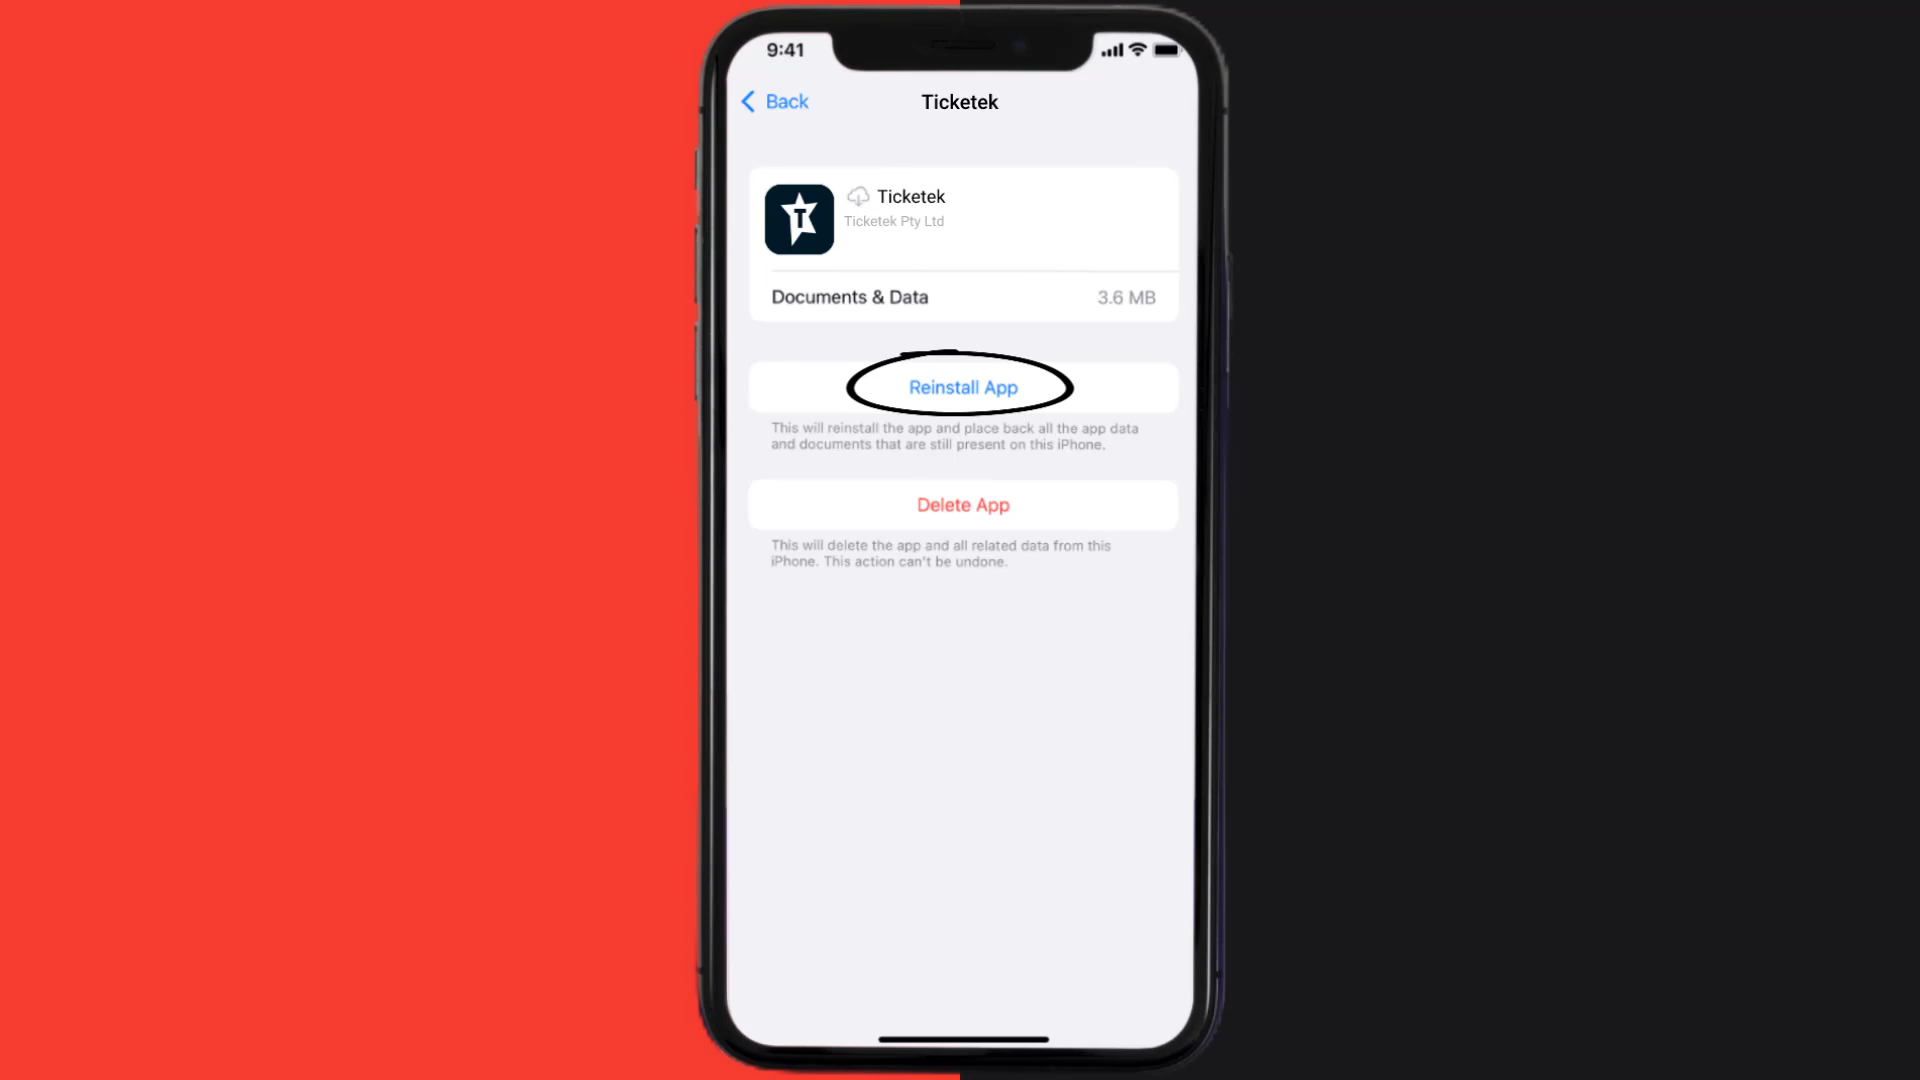 9:41
Back
Ticketek
T
Ticketek
Ticketek Pty Ltd
Documents & Data 3.6 MB
Reinstall App
This will reinstall the app and place back all the app data
and documents that are still present on this iPhone.
Delete App
This will delete the app and all related data from this
iPhone. This action can't be undone.